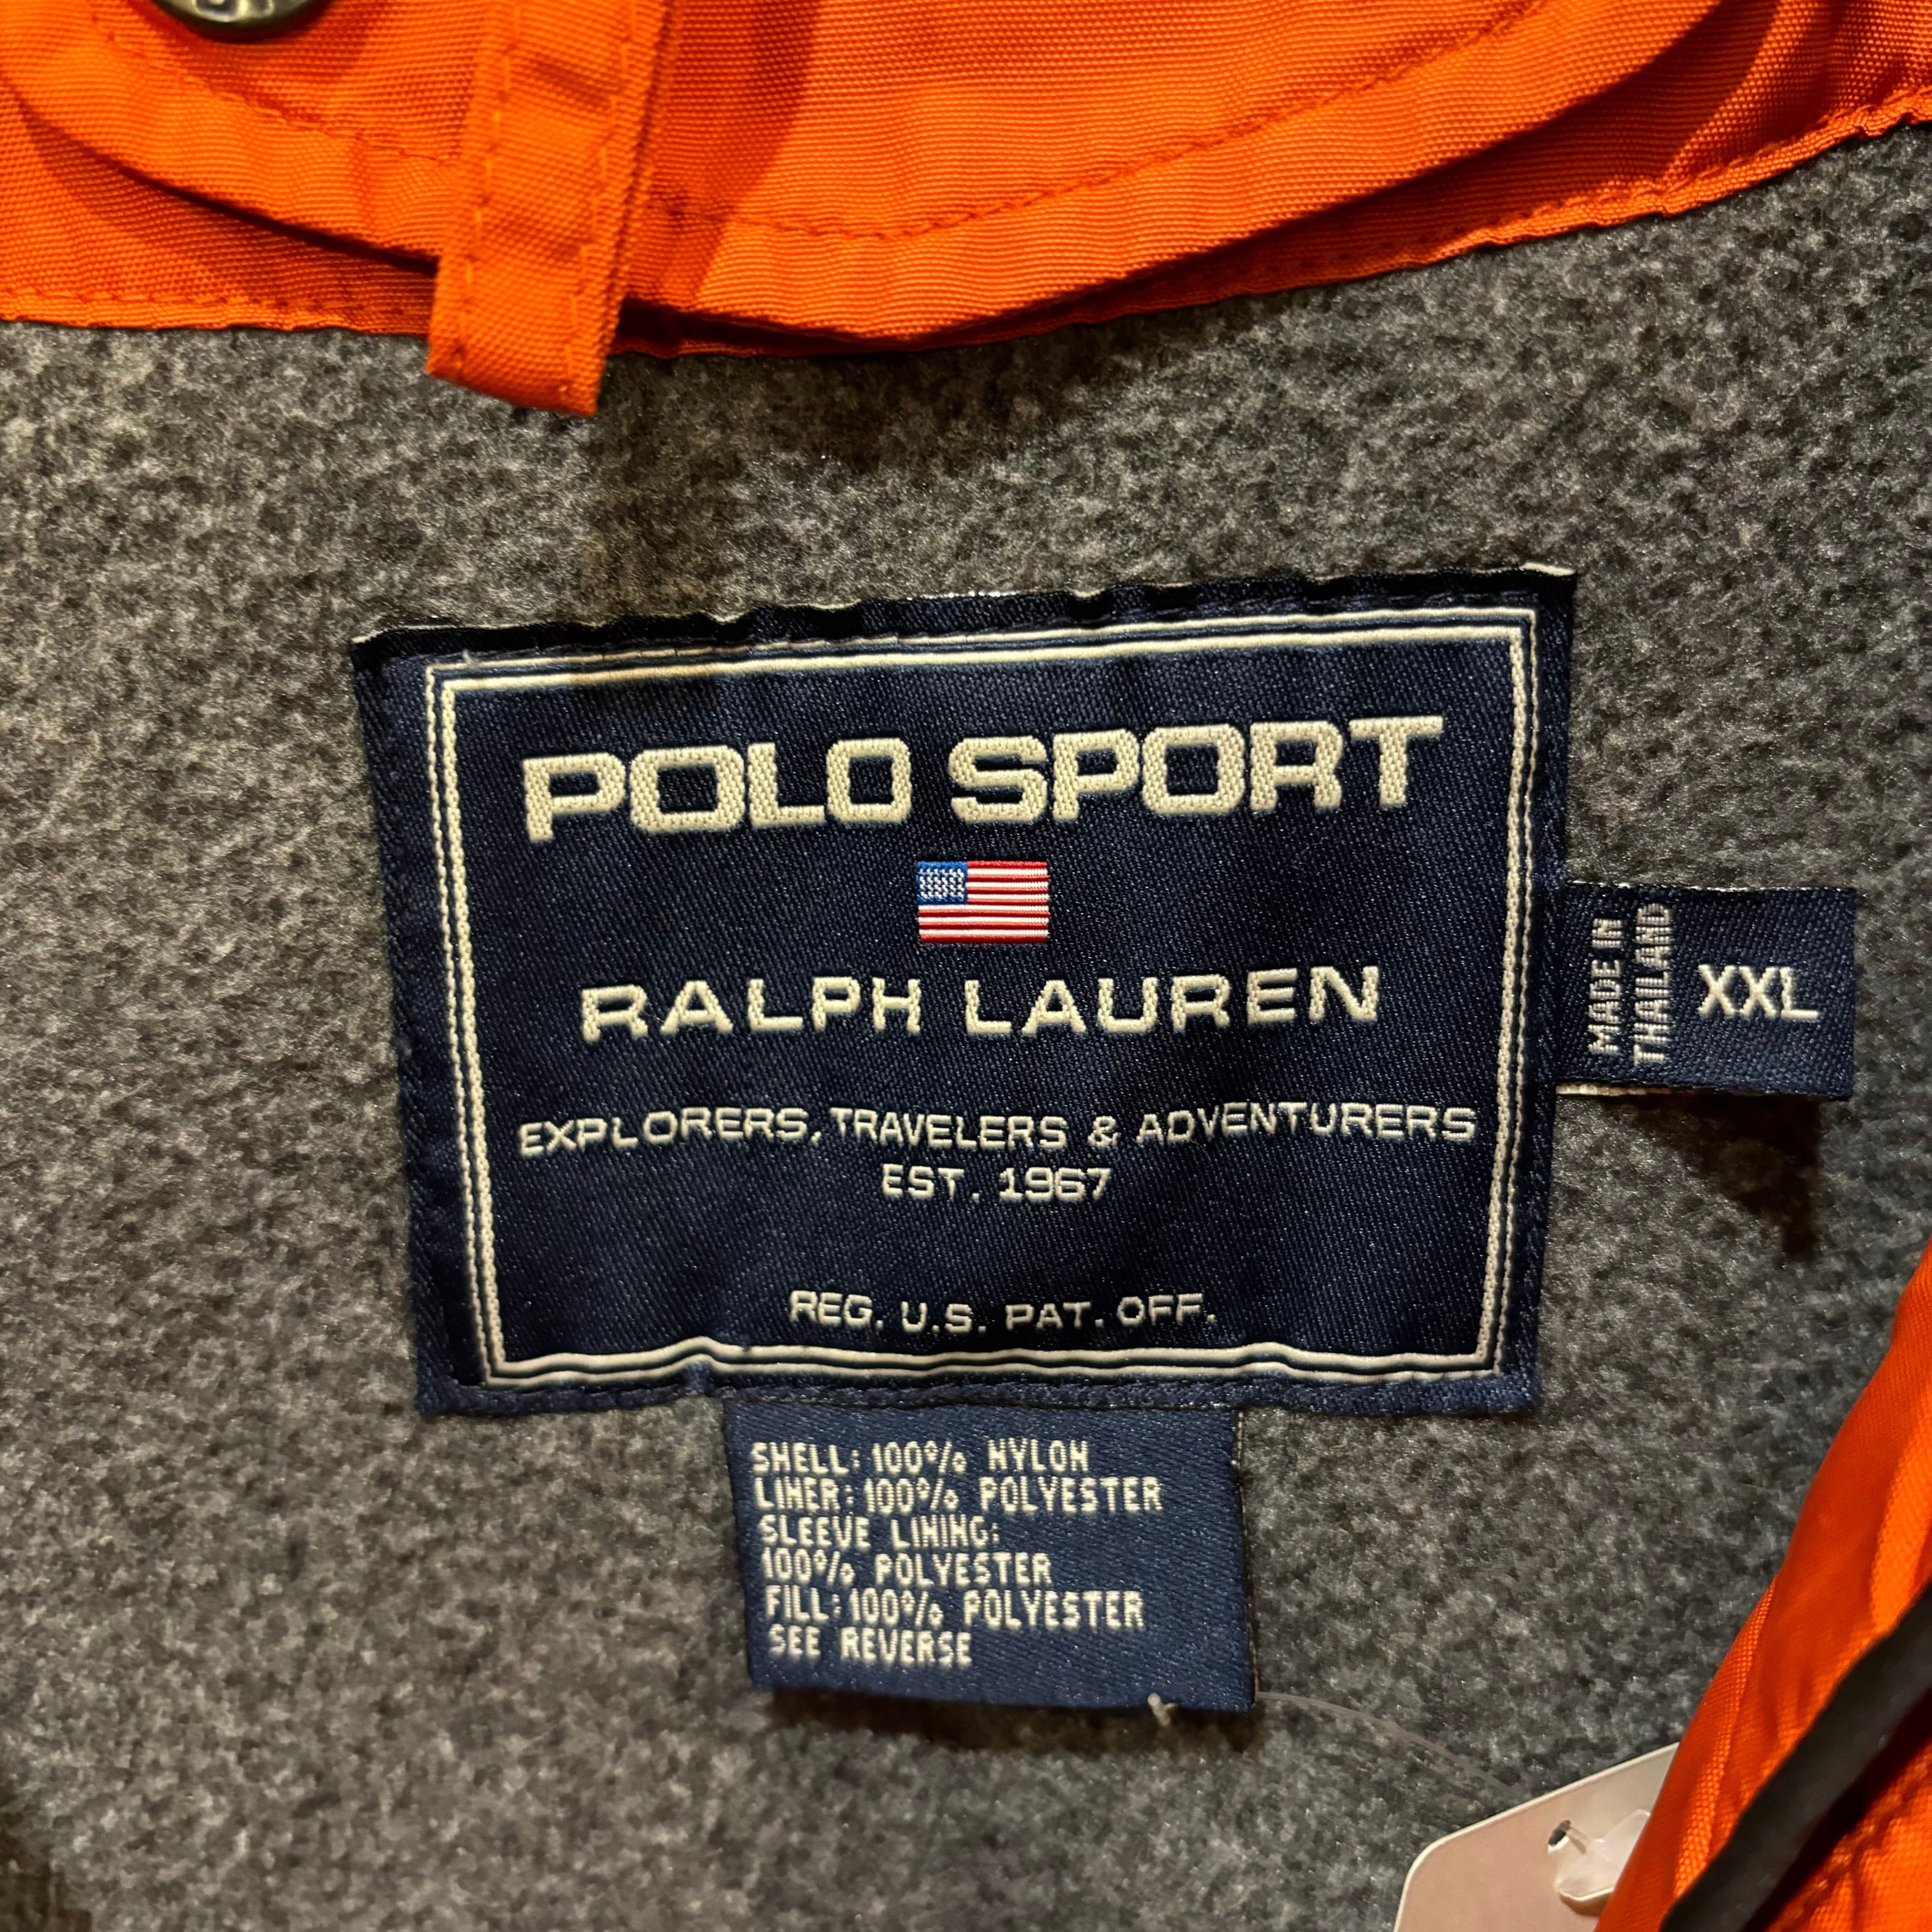 POLO SPORT
RALPH LAUREN
EXPLORERS, TRAVELERS & ADVENTURERS
EST. 1967
REG. U.S. PAT. OFF.
MADE IN
THAILAND
XXL
SHELL: 100% NYLON
LINER: 100% POLYESTER
SLEEVE LINING:
100% POLYESTER
FILL: 100% POLYESTER
SEE REVERSE